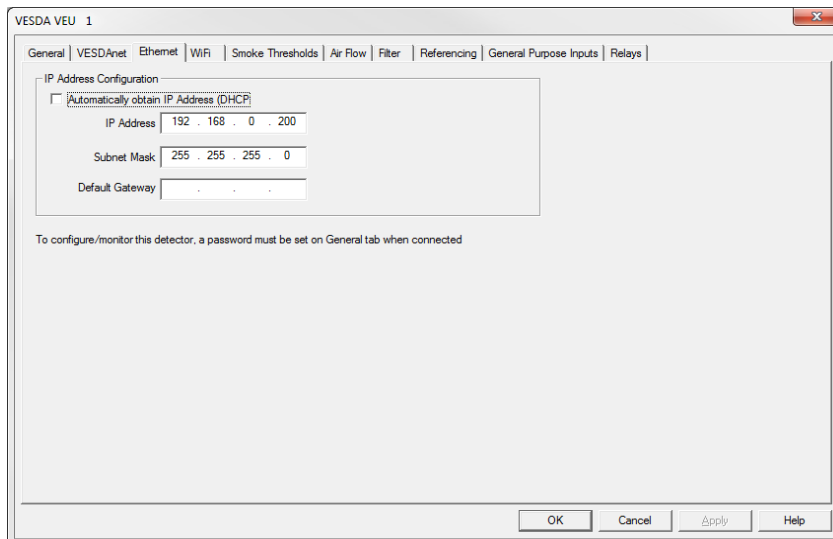 VESDA VEU 1
General VESDAnet Ethernet WiFi Smoke Thresholds Air Flow Filter Referencing General Purpose Inputs Relays
IP Address Configuration
Automatically obtain IP Address (DHCP
IP Address 192 . 168 . 0 . 200
Subnet Mask 255 . 255 . 255 . 0
Default Gateway . . .
To configure/monitor this detector, a password must be set on General tab when connected
OK Cancel Apply Help